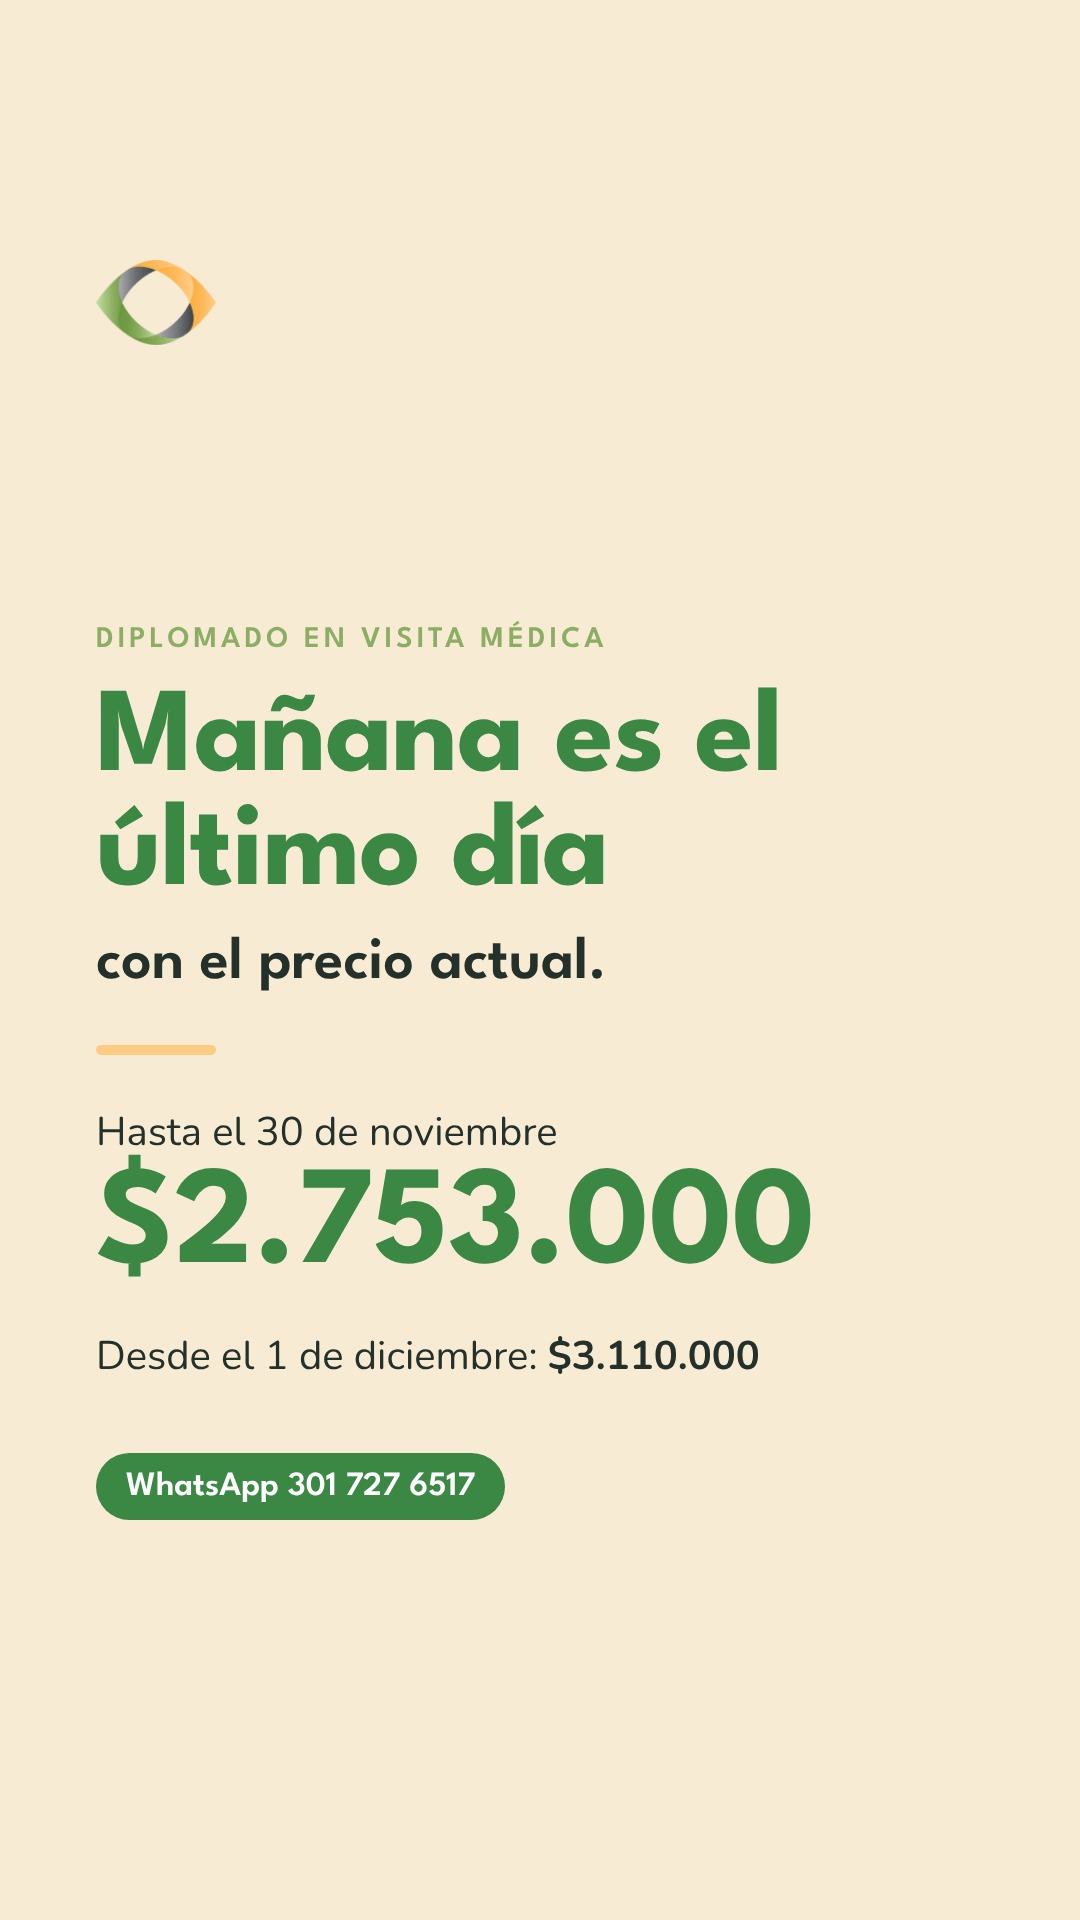 DIPLOMADO EN VISITA MÉDICA
Mañana es el
último día
con el precio actual.
Hasta el 30 de noviembre
$2.753.000
Desde el 1 de diciembre: $3.110.000
WhatsApp 301 727 6517